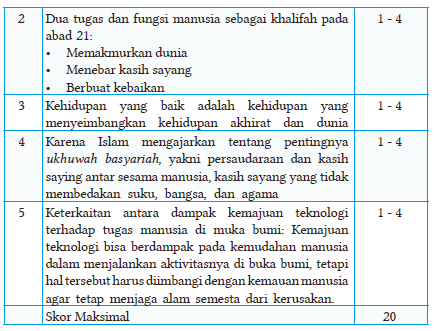 2 Dua tugas dan fungsi manusia sebagai khalifah pada 1 - 4
abad 21:
• Memakmurkan dunia
• Menebar kasih sayang
• Berbuat kebaikan
3 Kehidupan yang baik adalah kehidupan yang 1 - 4
menyeimbangkan kehidupan akhirat dan dunia
4 Karena Islam mengajarkan tentang pentingnya 1 - 4
ukhuwah basyariah, yakni persaudaraan dan kasih
saying antar sesama manusia, kasih sayang yang tidak
membedakan suku, bangsa, dan agama
5 Keterkaitan antara dampak kemajuan teknologi 1 - 4
terhadap tugas manusia di muka bumi: Kemajuan
teknologi bisa berdampak pada kemudahan manusia
dalam menjalankan aktivitasnya di buka bumi, tetapi
hal tersebut harus diimbangi dengan kemauan manusia
agar tetap menjaga alam semesta dari kerusakan.
Skor Maksimal 20